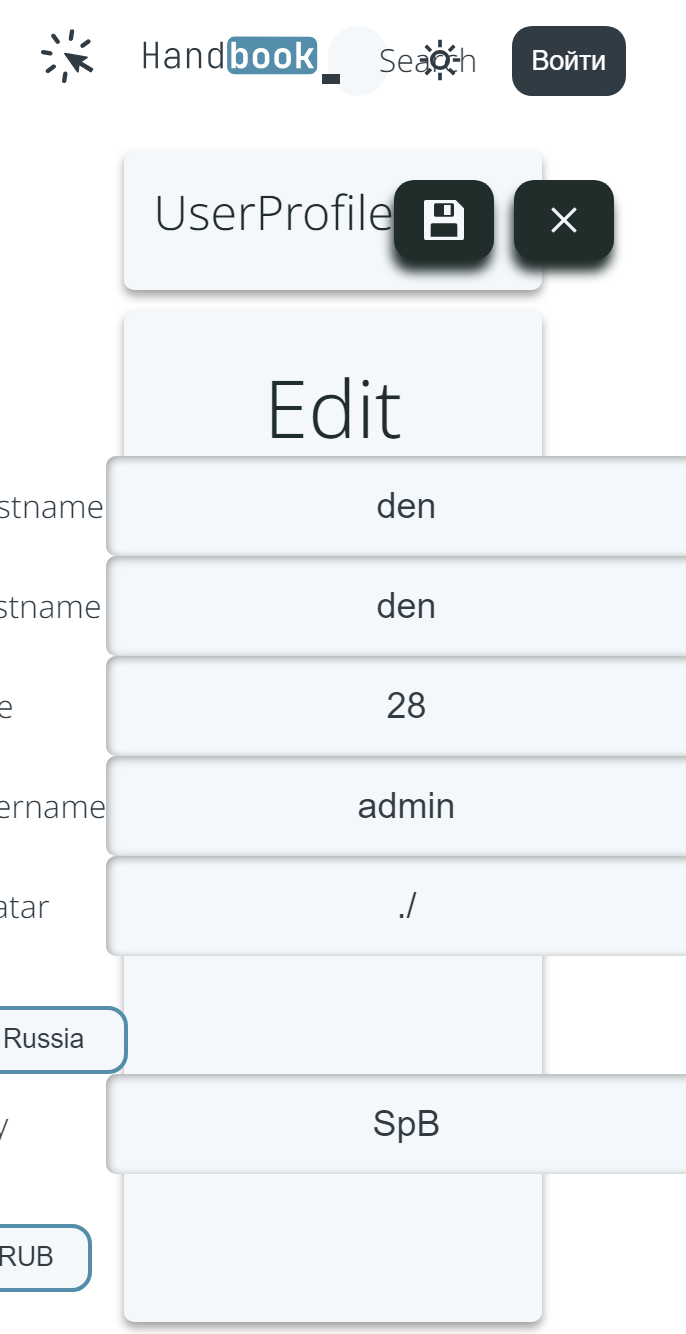 Handbook_
Search
Войти
UserProfile
Edit
stname
den
stname
den
e
28
ername
admin
atar
./
Russia
y
SpB
RUB